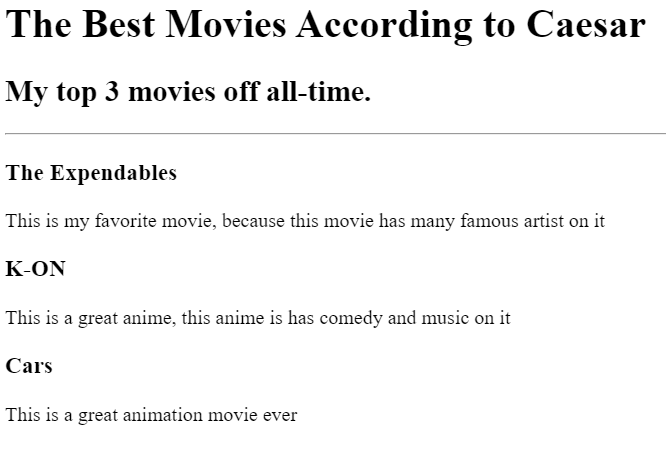 The Best Movies According to Caesar
My top 3 movies off all-time.
The Expendables
This is my favorite movie, because this movie has many famous artist on it
K-ON
This is a great anime, this anime is has comedy and music on it
Cars
This is a great animation movie ever